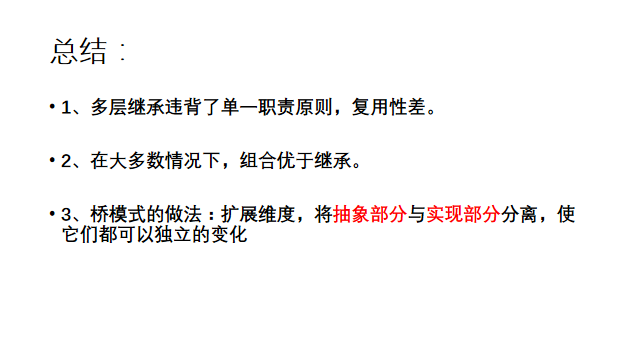 总结：
• 1、多层继承违背了单一职责原则，复用性差。
• 2、在大多数情况下，组合优于继承。
• 3、桥模式的做法：扩展维度，将抽象部分与实现部分分离，使
它们都可以独立的变化